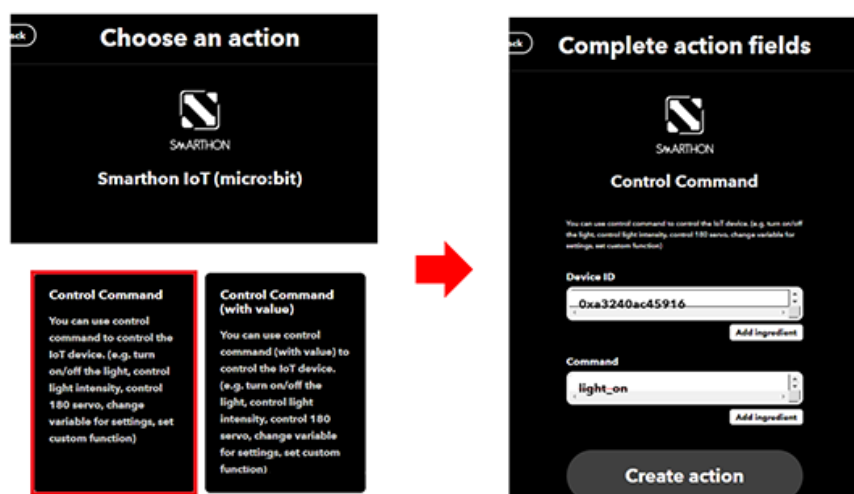 Choose an action
SMARTHON
Smarthon IoT (micro:bit)
Control Command
You can use control
command to control the
IoT device. (e.g. turn
on/off the light, control
light intensity, control
180 servo, change
variable for settings, set
custom function)
Control Command
(with value)
You can use control
command (with value) to
control the IoT device.
(e.g. turn on/off the
light, control light
intensity, control 180
servo, change variable
for settings, set custom
function)
Complete action fields
SMARTHON
Control Command
You can use control command to control the IoT device. (e.g. turn on/off
the light, control light intensity, control 180 servo, change variable for
settings, set custom function)
Device ID
0xa3240ac45916
Add ingredient
Command
light_on
Add ingredient
Create action